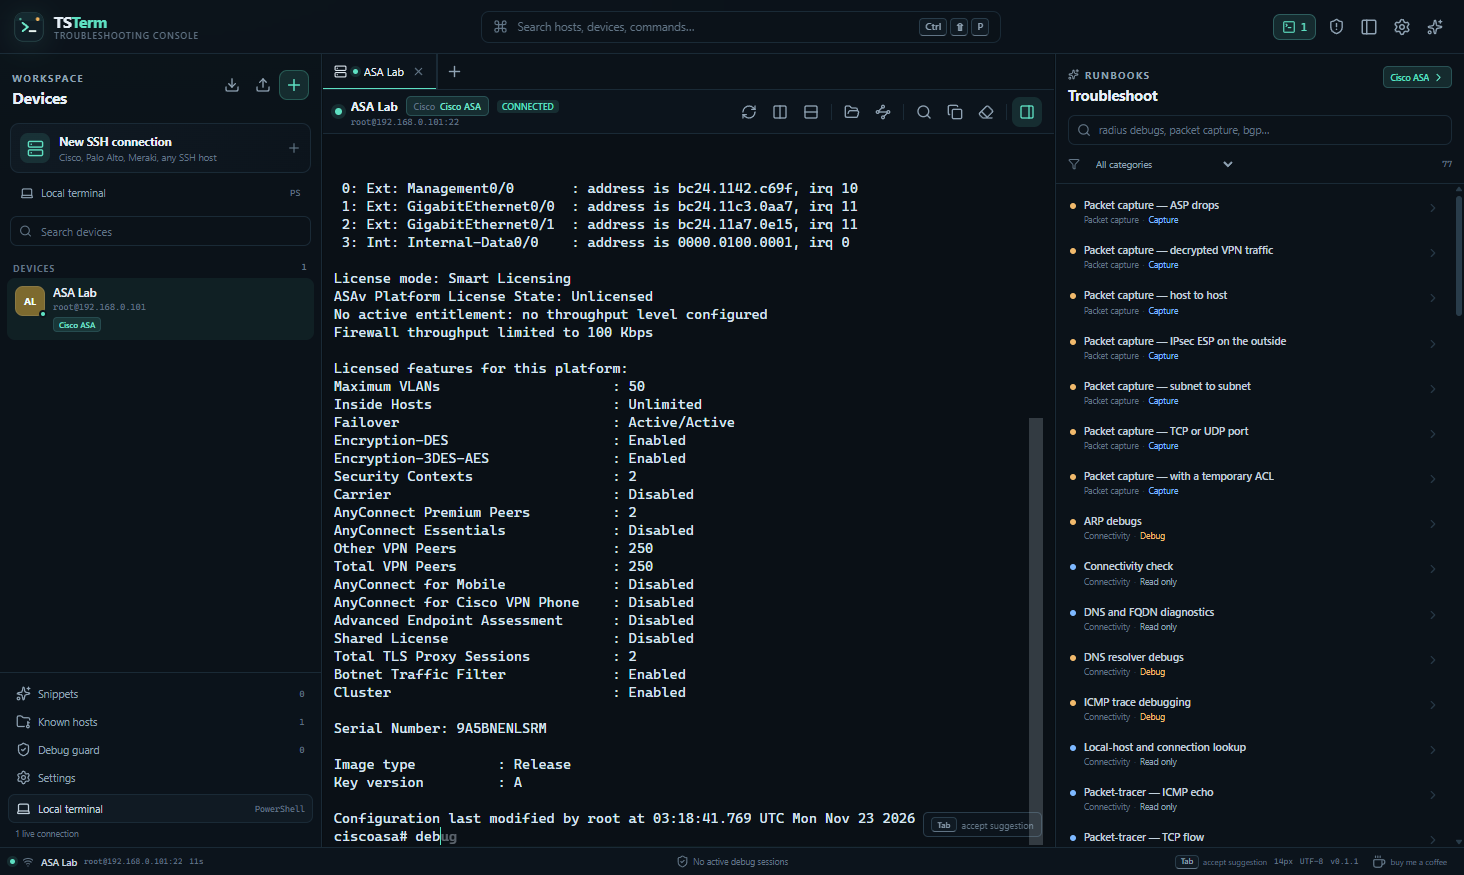 TSTerm
TROUBLESHOOTING CONSOLE
Search hosts, devices, commands...
Ctrl
P
1
WORKSPACE
Devices
New SSH connection
Cisco, Palo Alto, Meraki, any SSH host
Local terminal PS
Search devices
DEVICES 1
AL
ASA Lab
root@192.168.0.101
Cisco ASA
Snippets 0
Known hosts 1
Debug guard 0
Settings
Local terminal PowerShell
1 live connection
ASA Lab
ASA Lab Cisco Cisco ASA CONNECTED
root@192.168.0.101:22
0: Ext: Management0/0 : address is bc24.1142.c69f, irq 10
1: Ext: GigabitEthernet0/0 : address is bc24.11c3.0aa7, irq 11
2: Ext: GigabitEthernet0/1 : address is bc24.11a7.0e15, irq 11
3: Int: Internal-Data0/0 : address is 0000.0100.0001, irq 0
License mode: Smart Licensing
ASAv Platform License State: Unlicensed
No active entitlement: no throughput level configured
Firewall throughput limited to 100 Kbps
Licensed features for this platform:
Maximum VLANs : 50
Inside Hosts : Unlimited
Failover : Active/Active
Encryption-DES : Enabled
Encryption-3DES-AES : Enabled
Security Contexts : 2
Carrier : Disabled
AnyConnect Premium Peers : 2
AnyConnect Essentials : Disabled
Other VPN Peers : 250
Total VPN Peers : 250
AnyConnect for Mobile : Disabled
AnyConnect for Cisco VPN Phone : Disabled
Advanced Endpoint Assessment : Disabled
Shared License : Disabled
Total TLS Proxy Sessions : 2
Botnet Traffic Filter : Enabled
Cluster : Enabled
Serial Number: 9A5BNENLSRM
Image type : Release
Key version : A
Configuration last modified by root at 03:18:41.769 UTC Mon Nov 23 2026
ciscoasa# debug
Tab accept suggestion
RUNBOOKS
Troubleshoot
Cisco ASA
radius debugs, packet capture, bgp...
All categories 77
Packet capture — ASP drops
Packet capture · Capture
Packet capture — decrypted VPN traffic
Packet capture · Capture
Packet capture — host to host
Packet capture · Capture
Packet capture — IPsec ESP on the outside
Packet capture · Capture
Packet capture — subnet to subnet
Packet capture · Capture
Packet capture — TCP or UDP port
Packet capture · Capture
Packet capture — with a temporary ACL
Packet capture · Capture
ARP debugs
Connectivity · Debug
Connectivity check
Connectivity · Read only
DNS and FQDN diagnostics
Connectivity · Read only
DNS resolver debugs
Connectivity · Debug
ICMP trace debugging
Connectivity · Debug
Local-host and connection lookup
Connectivity · Read only
Packet-tracer — ICMP echo
Connectivity · Read only
Packet-tracer — TCP flow
ASA Lab root@192.168.0.101:22 11s
No active debug sessions
Tab accept suggestion 14px UTF-8 v0.1.1 buy me a coffee